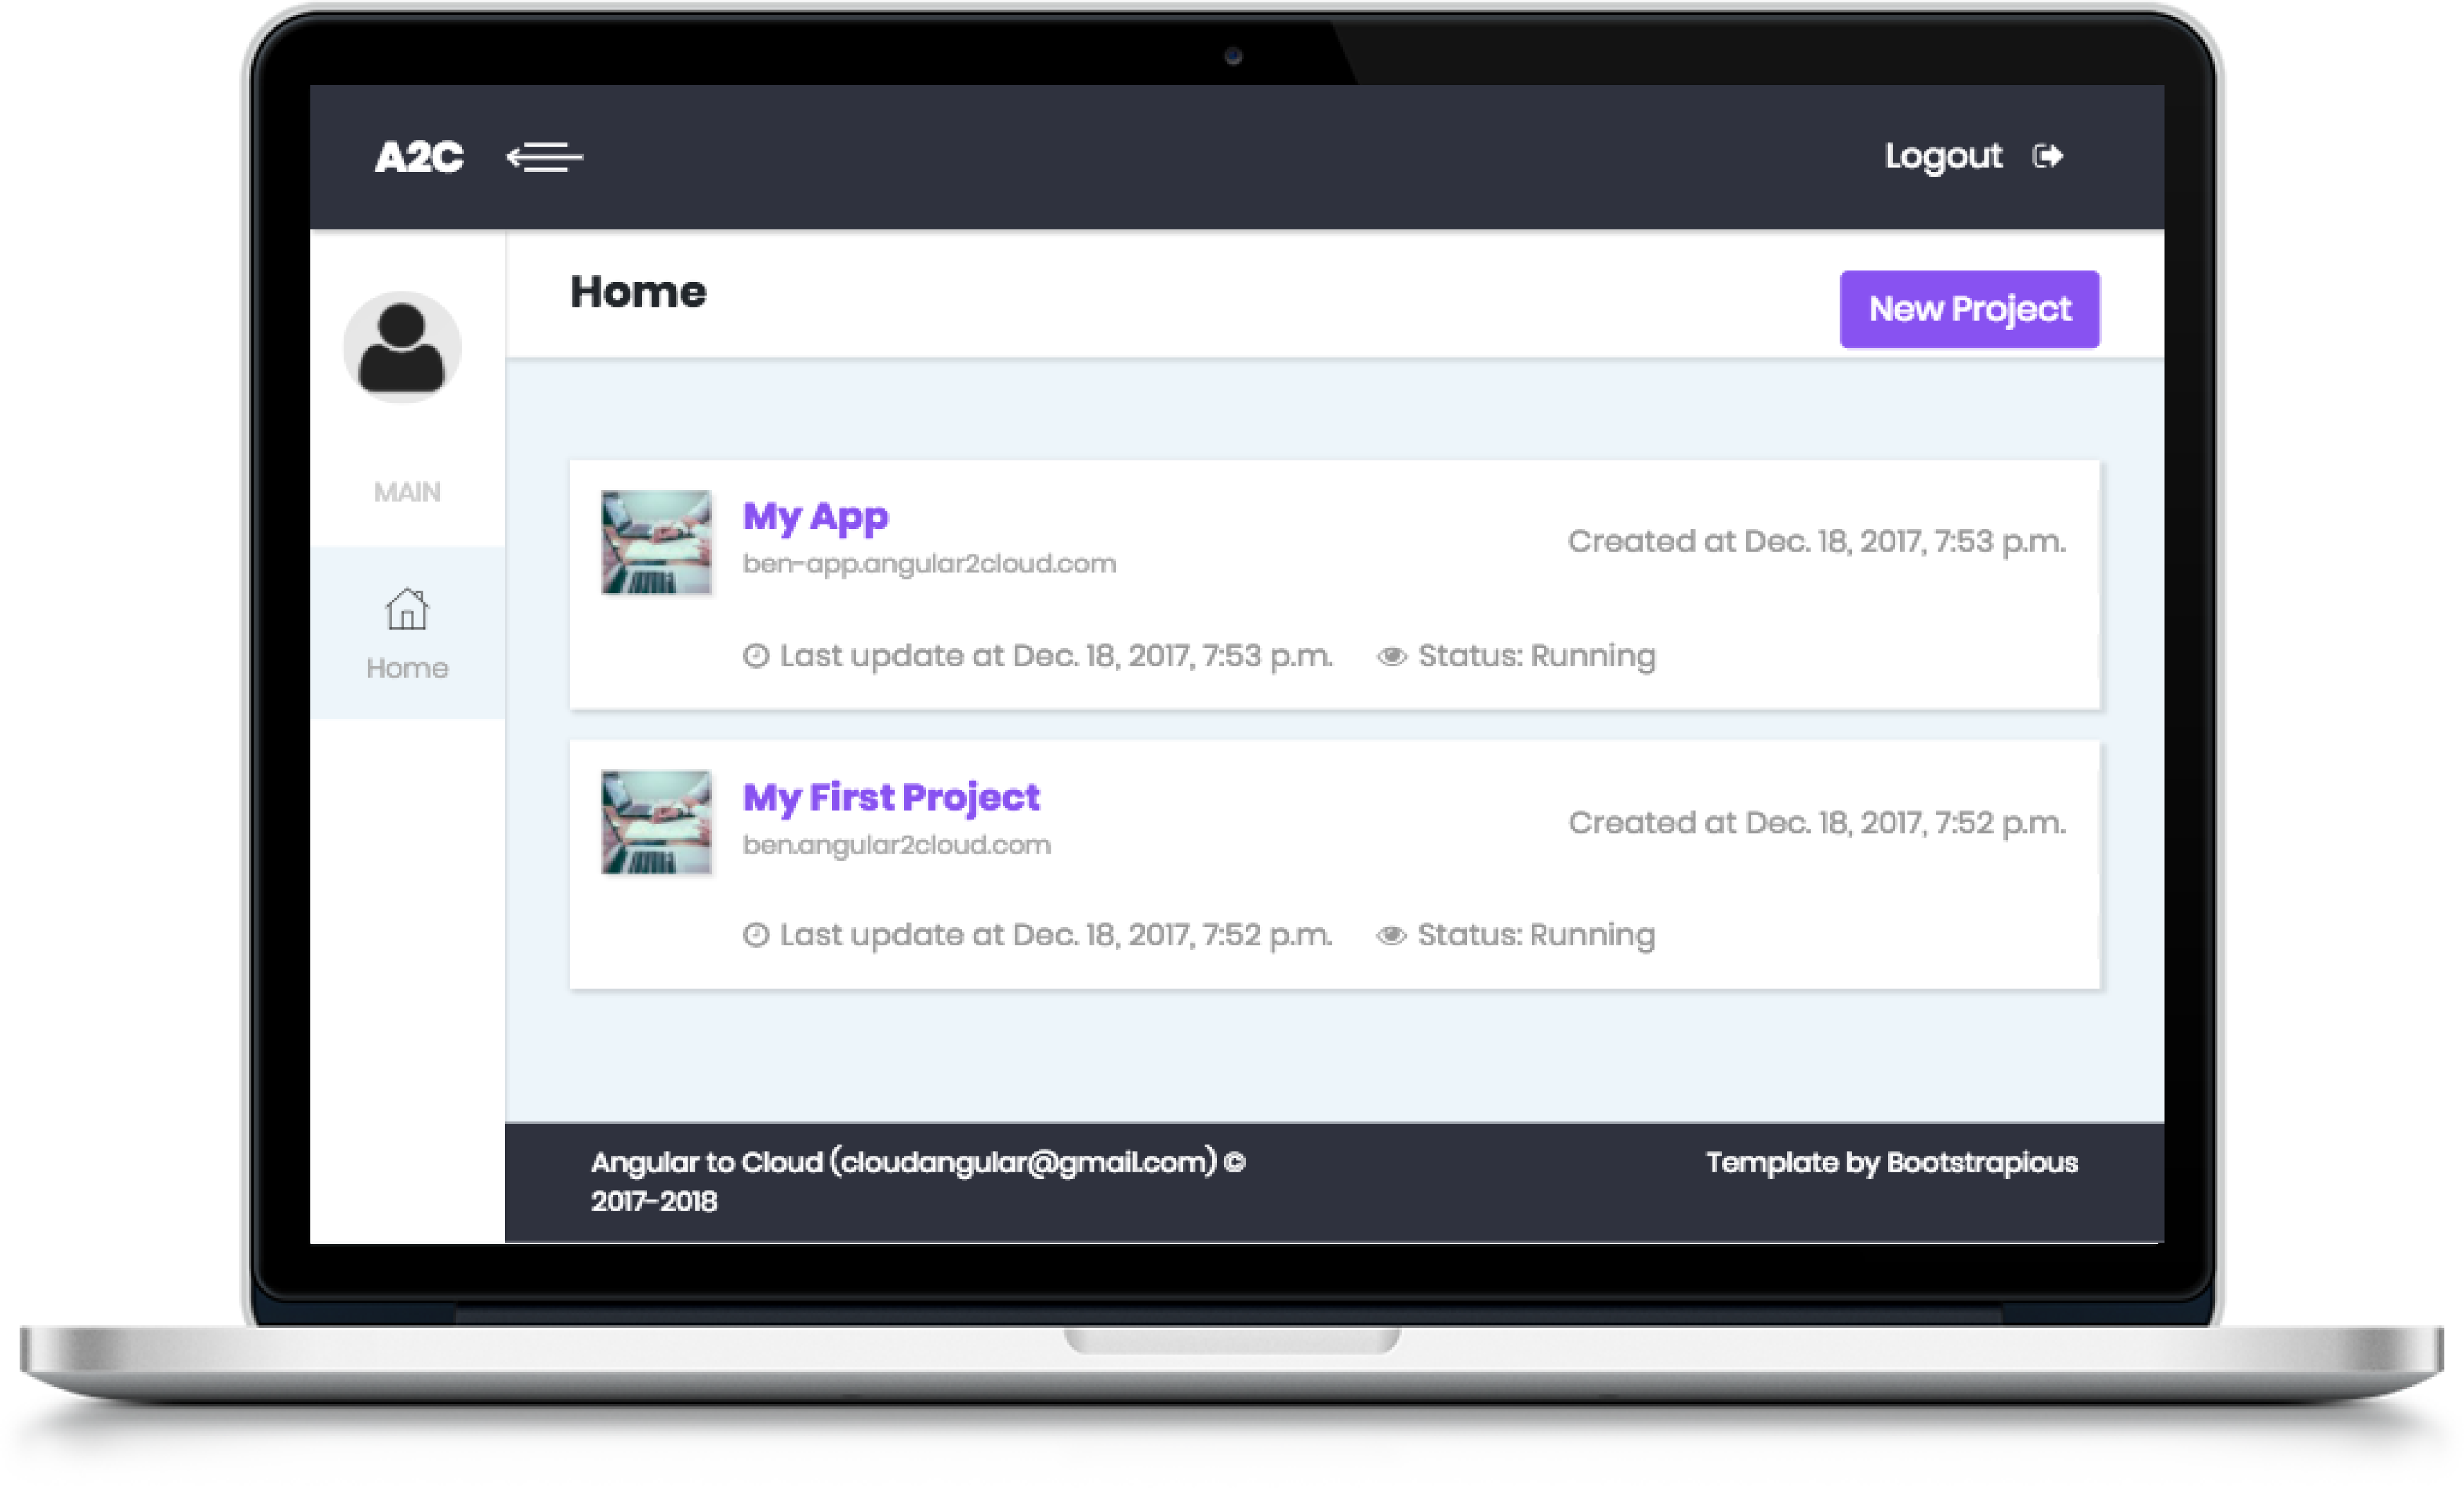 A2C
Logout
Home
New Project
MAIN
Home
My App
ben-app.angular2cloud.com
Created at Dec. 18, 2017, 7:53 p.m.
Last update at Dec. 18, 2017, 7:53 p.m.
Status: Running
My First Project
ben.angular2cloud.com
Created at Dec. 18, 2017, 7:52 p.m.
Last update at Dec. 18, 2017, 7:52 p.m.
Status: Running
Angular to Cloud (cloudangular@gmail.com) ©
2017-2018
Template by Bootstrapious